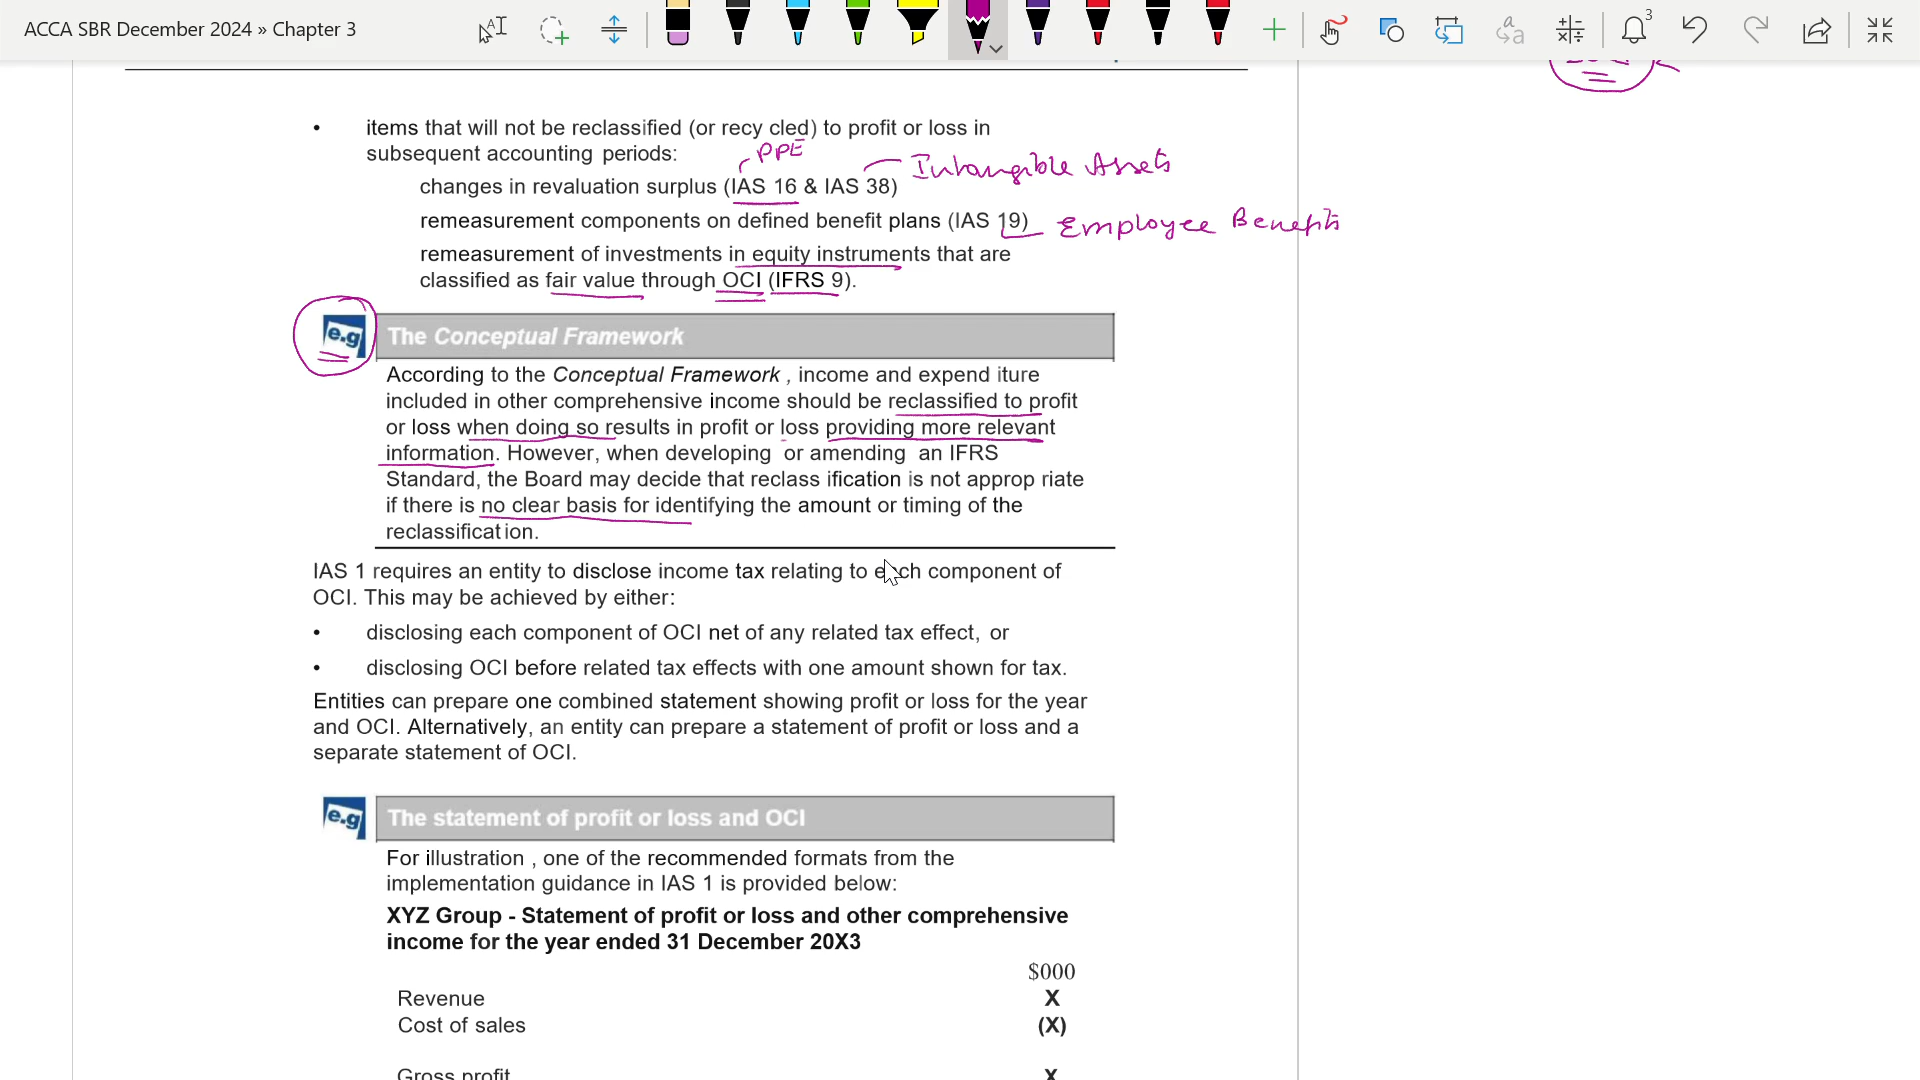 ACCA SBR December 2024 » Chapter 3
3
• items that will not be reclassified (or recy cled) to profit or loss in
subsequent accounting periods:
PPE
Intangible Assets
changes in revaluation surplus (IAS 16 & IAS 38)
remeasurement components on defined benefit plans (IAS 19)
Employee Benefits
remeasurement of investments in equity instruments that are
classified as fair value through OCI (IFRS 9).
e.g
The Conceptual Framework
According to the Conceptual Framework , income and expend iture
included in other comprehensive income should be reclassified to profit
or loss when doing so results in profit or loss providing more relevant
information. However, when developing or amending an IFRS
Standard, the Board may decide that reclass ification is not approp riate
if there is no clear basis for identifying the amount or timing of the
reclassificat ion.
IAS 1 requires an entity to disclose income tax relating to each component of
OCI. This may be achieved by either:
• disclosing each component of OCI net of any related tax effect, or
• disclosing OCI before related tax effects with one amount shown for tax.
Entities can prepare one combined statement showing profit or loss for the year
and OCI. Alternatively, an entity can prepare a statement of profit or loss and a
separate statement of OCI.
e.g
The statement of profit or loss and OCI
For illustration , one of the recommended formats from the
implementation guidance in IAS 1 is provided below:
XYZ Group - Statement of profit or loss and other comprehensive
income for the year ended 31 December 20X3
$000
Revenue X
Cost of sales (X)
Gross profit X